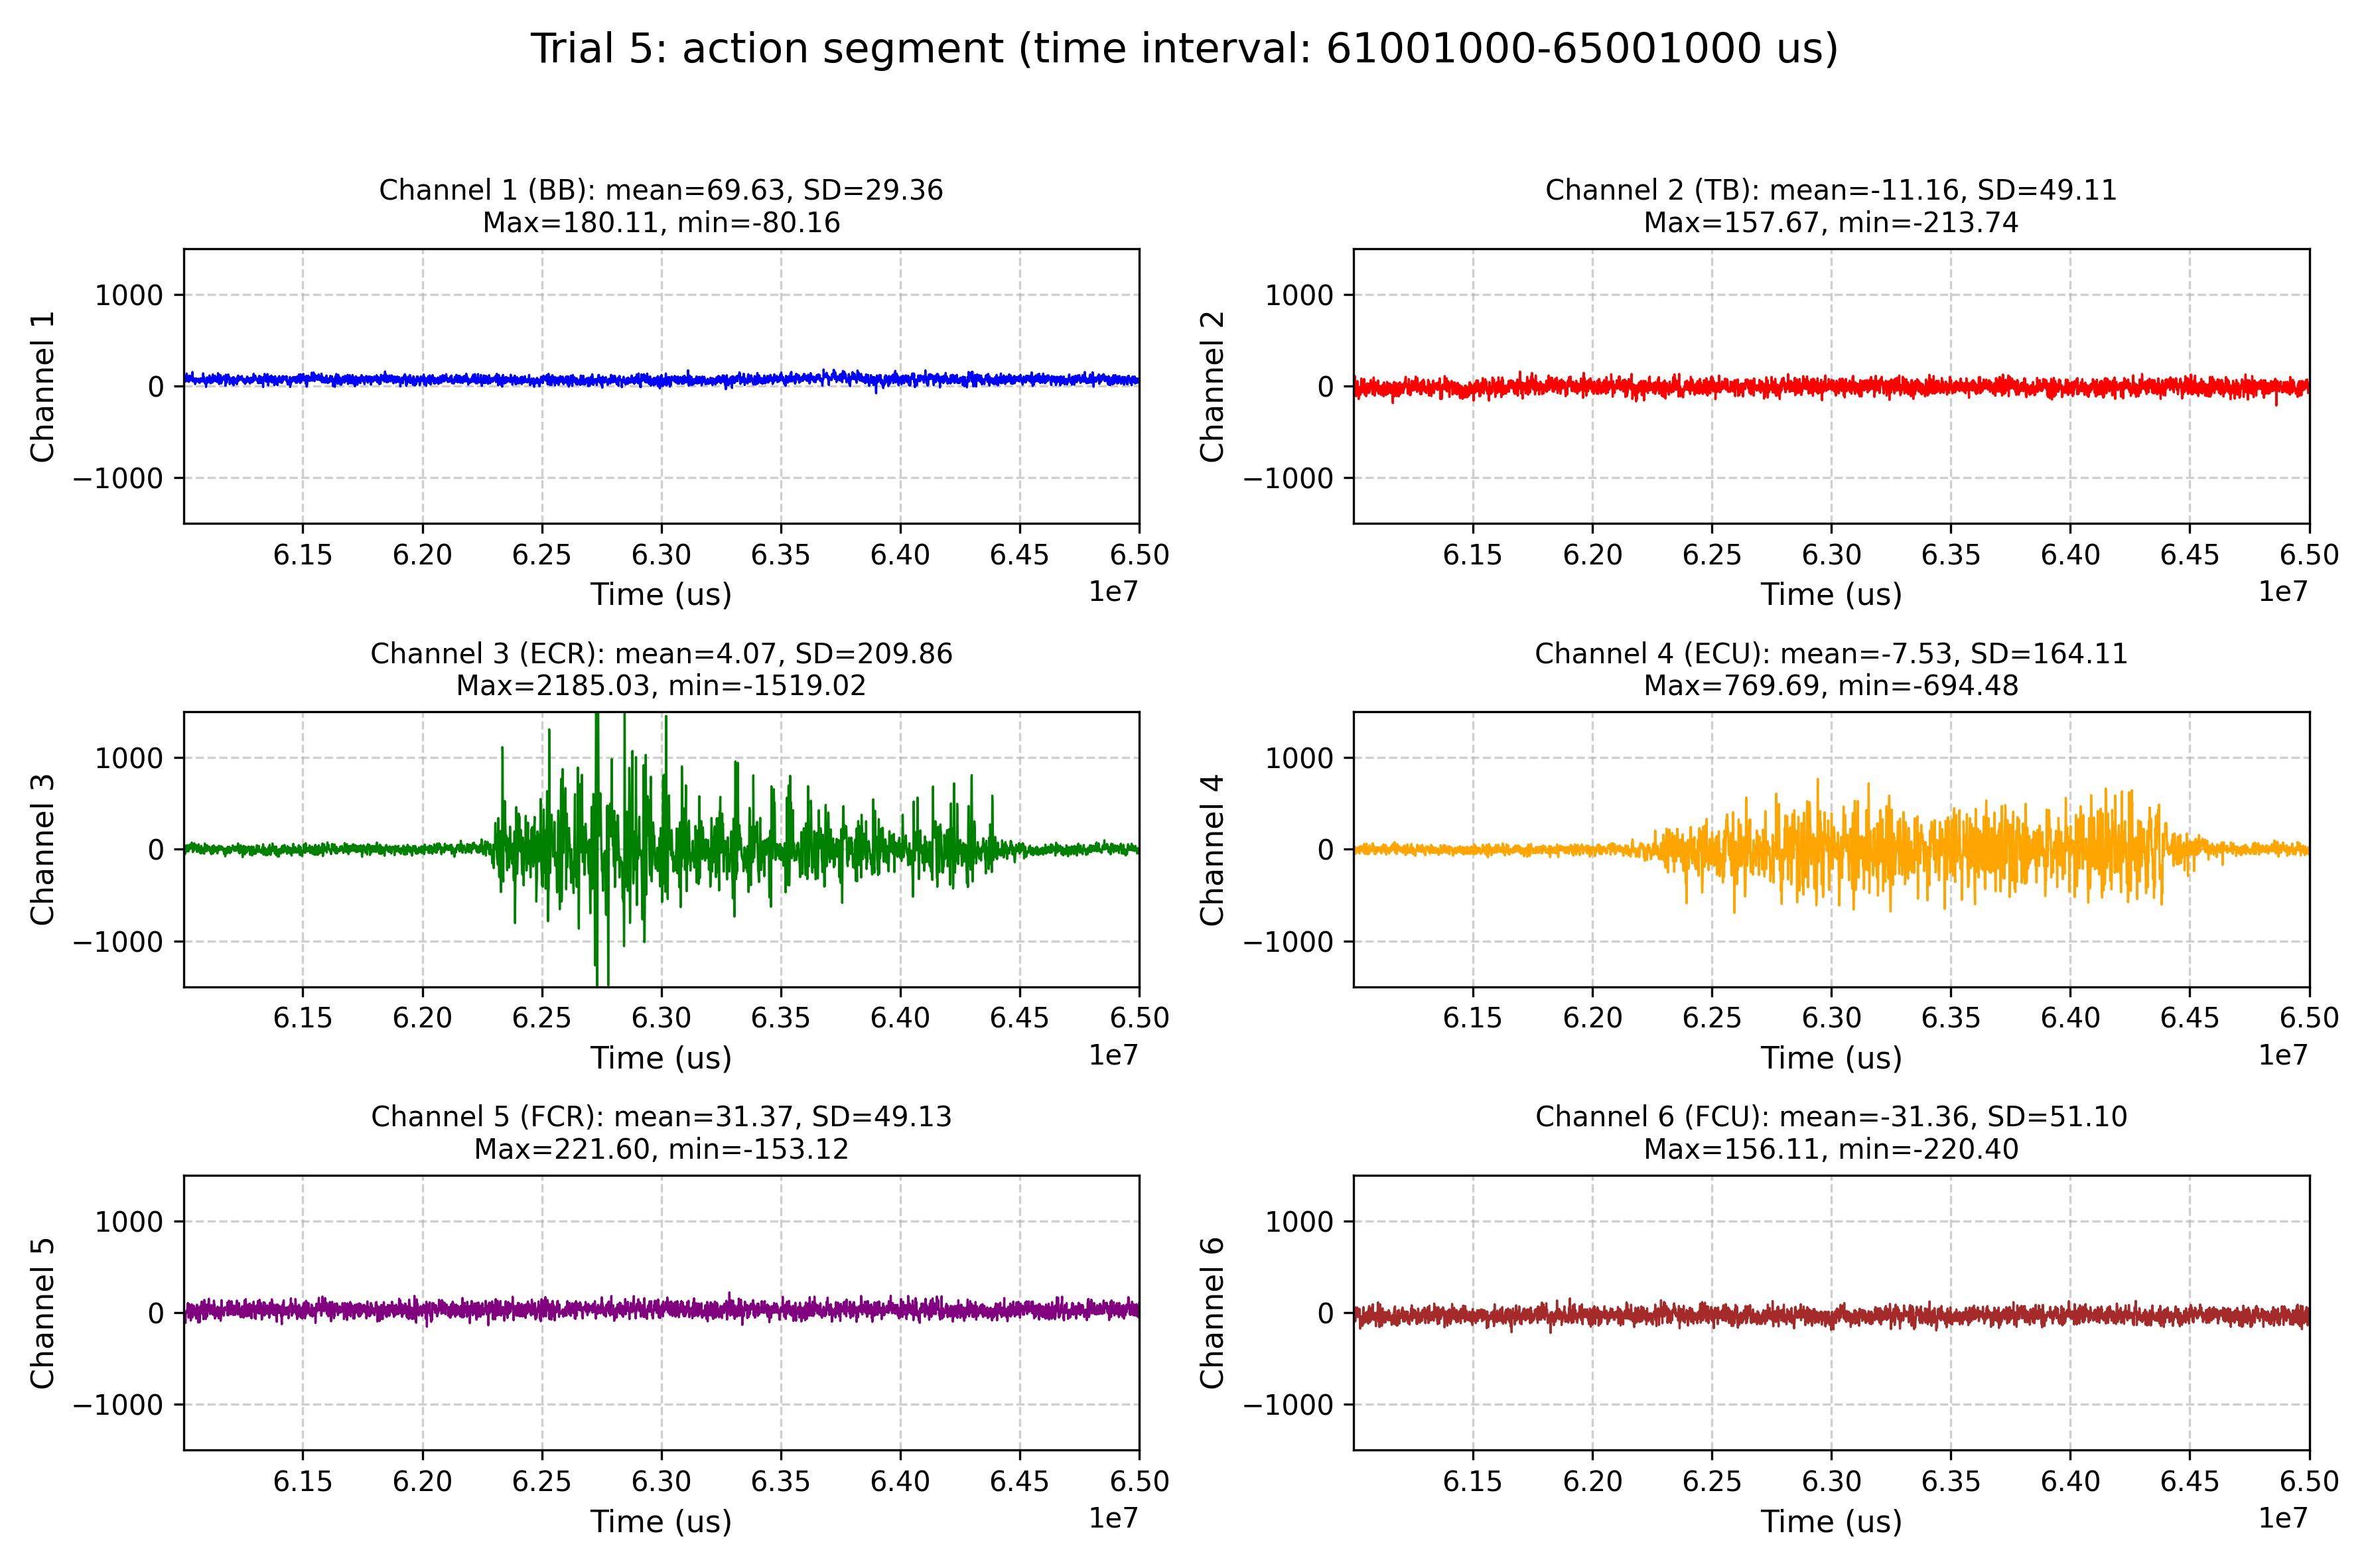 Trial 5: action segment (time interval: 61001000-65001000 us)
Channel 1 (BB): mean=69.63, SD=29.36
Max=180.11, min=-80.16
Channel 1
1000
0
−1000
6.15 6.20 6.25 6.30 6.35 6.40 6.45 6.50
Time (us)
1e7
Channel 2 (TB): mean=-11.16, SD=49.11
Max=157.67, min=-213.74
Channel 2
1000
0
−1000
6.15 6.20 6.25 6.30 6.35 6.40 6.45 6.50
Time (us)
1e7
Channel 3 (ECR): mean=4.07, SD=209.86
Max=2185.03, min=-1519.02
Channel 3
1000
0
−1000
6.15 6.20 6.25 6.30 6.35 6.40 6.45 6.50
Time (us)
1e7
Channel 4 (ECU): mean=-7.53, SD=164.11
Max=769.69, min=-694.48
Channel 4
1000
0
−1000
6.15 6.20 6.25 6.30 6.35 6.40 6.45 6.50
Time (us)
1e7
Channel 5 (FCR): mean=31.37, SD=49.13
Max=221.60, min=-153.12
Channel 5
1000
0
−1000
6.15 6.20 6.25 6.30 6.35 6.40 6.45 6.50
Time (us)
1e7
Channel 6 (FCU): mean=-31.36, SD=51.10
Max=156.11, min=-220.40
Channel 6
1000
0
−1000
6.15 6.20 6.25 6.30 6.35 6.40 6.45 6.50
Time (us)
1e7